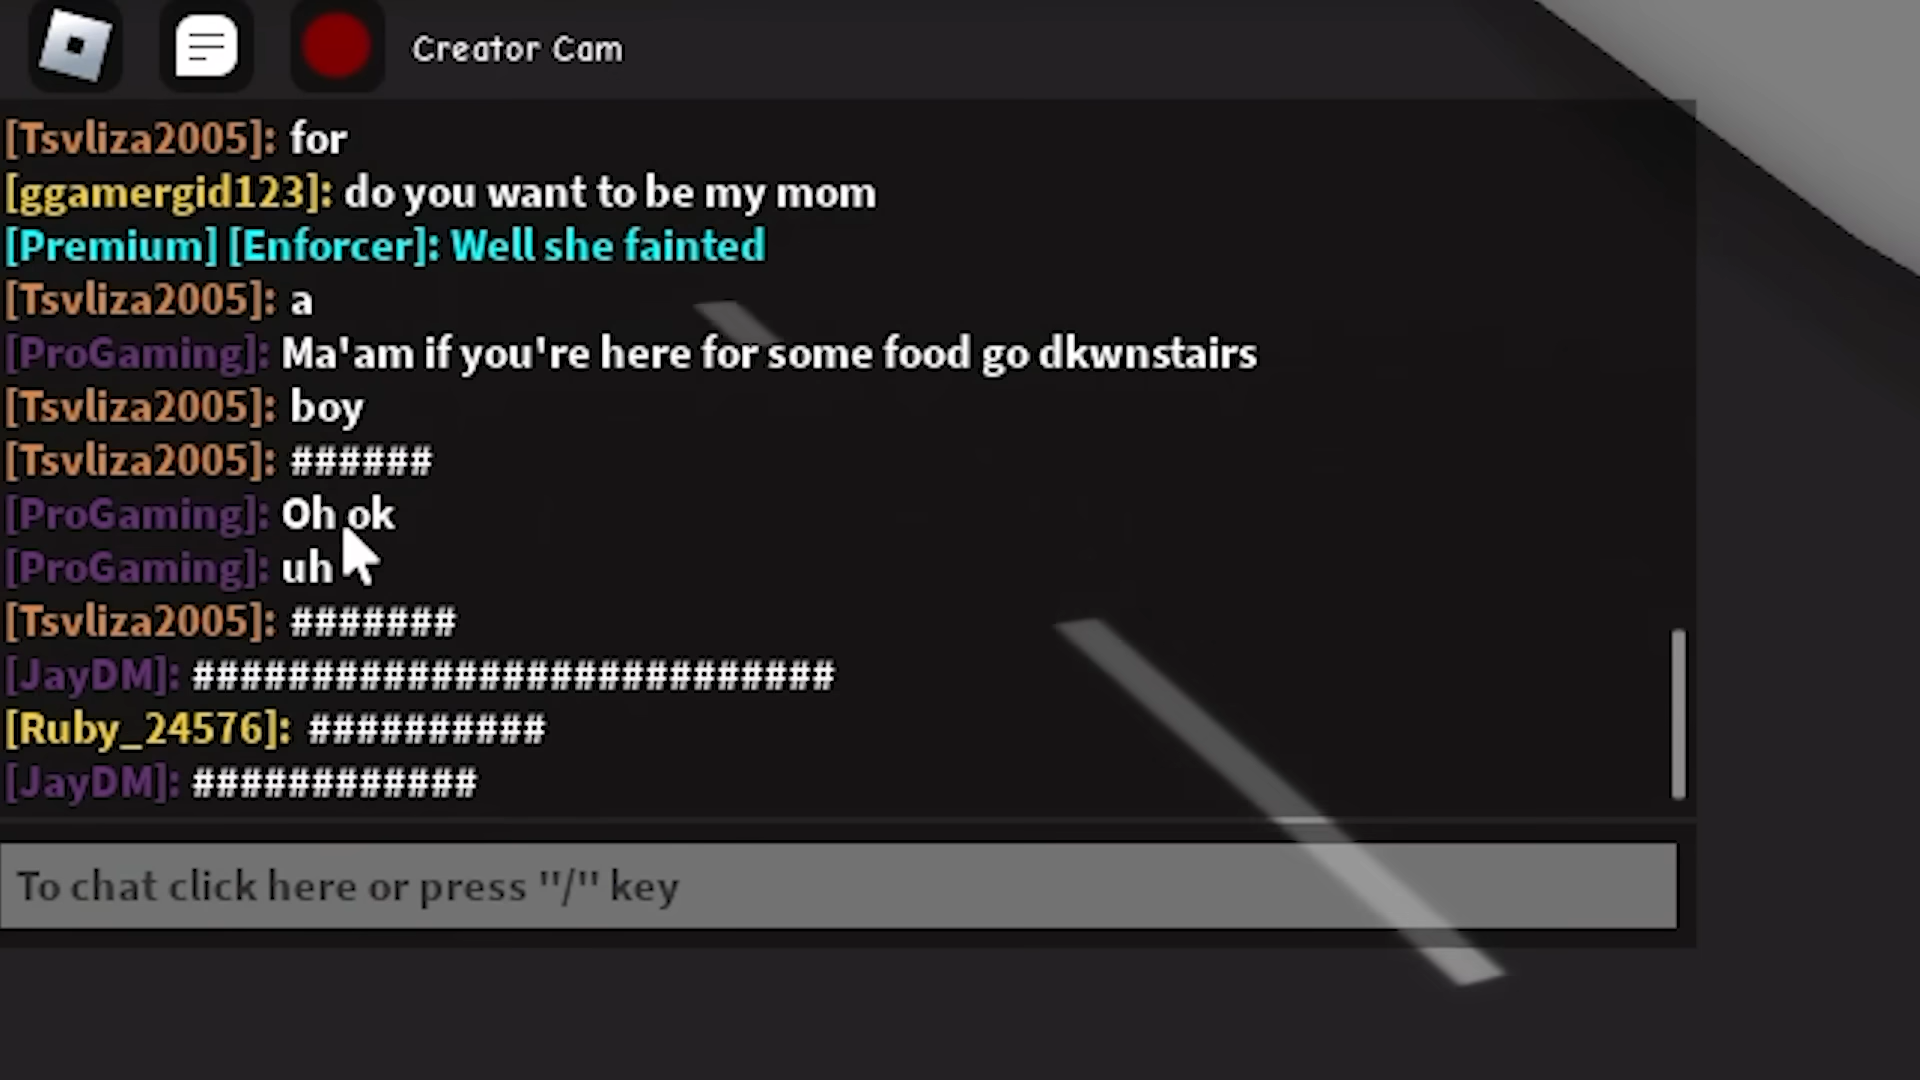 Creator Cam
[Tsvliza2005]: for
[ggamergid123]: do you want to be my mom
[Premium] [Enforcer]: Well she fainted
[Tsvliza2005]: a
[ProGaming]: Ma'am if you're here for some food go dkwnstairs
[Tsvliza2005]: boy
[Tsvliza2005]: ######
[ProGaming]: Oh ok
[ProGaming]: uh
[Tsvliza2005]: #######
[JayDM]: ###########################
[Ruby_24576]: ##########
[JayDM]: ############
To chat click here or press "/" key